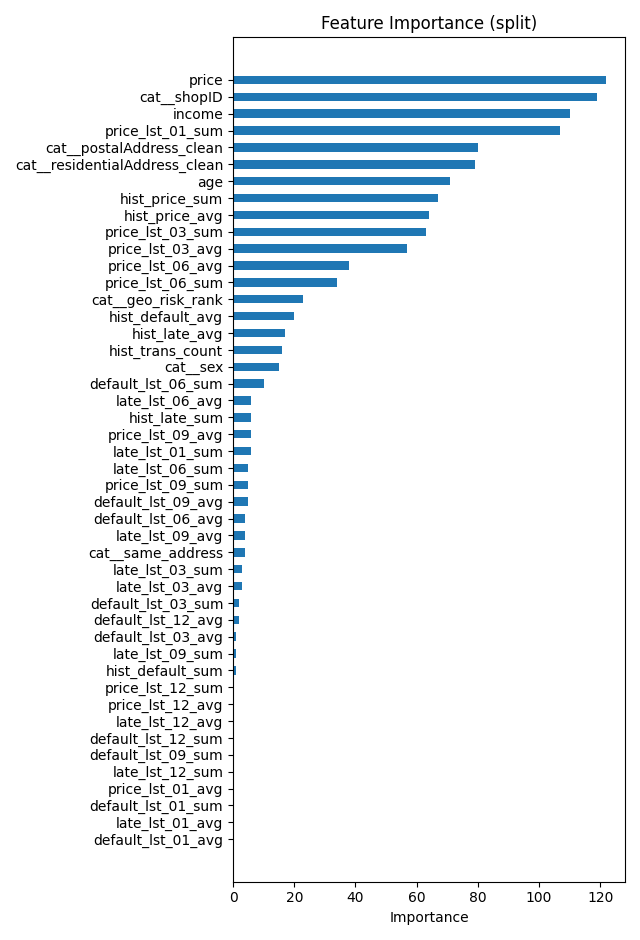 Feature Importance (split)
price
cat__shopID
income
price_lst_01_sum
cat__postalAddress_clean
cat__residentialAddress_clean
age
hist_price_sum
hist_price_avg
price_lst_03_sum
price_lst_03_avg
price_lst_06_avg
price_lst_06_sum
cat__geo_risk_rank
hist_default_avg
hist_late_avg
hist_trans_count
cat__sex
default_lst_06_sum
late_lst_06_avg
hist_late_sum
price_lst_09_avg
late_lst_01_sum
late_lst_06_sum
price_lst_09_sum
default_lst_09_avg
default_lst_06_avg
late_lst_09_avg
cat__same_address
late_lst_03_sum
late_lst_03_avg
default_lst_03_sum
default_lst_12_avg
default_lst_03_avg
late_lst_09_sum
hist_default_sum
price_lst_12_sum
price_lst_12_avg
late_lst_12_avg
default_lst_12_sum
default_lst_09_sum
late_lst_12_sum
price_lst_01_avg
default_lst_01_sum
late_lst_01_avg
default_lst_01_avg
0 20 40 60 80 100 120
Importance